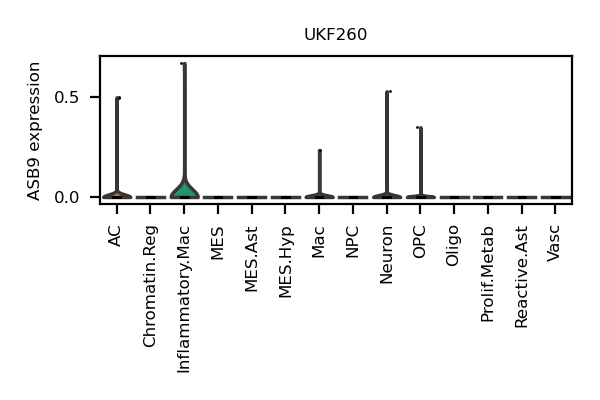 UKF260
ASB9 expression
0.5
0.0
AC
Chromatin.Reg
Inflammatory.Mac
MES
MES.Ast
MES.Hyp
Mac
NPC
Neuron
OPC
Oligo
Prolif.Metab
Reactive.Ast
Vasc